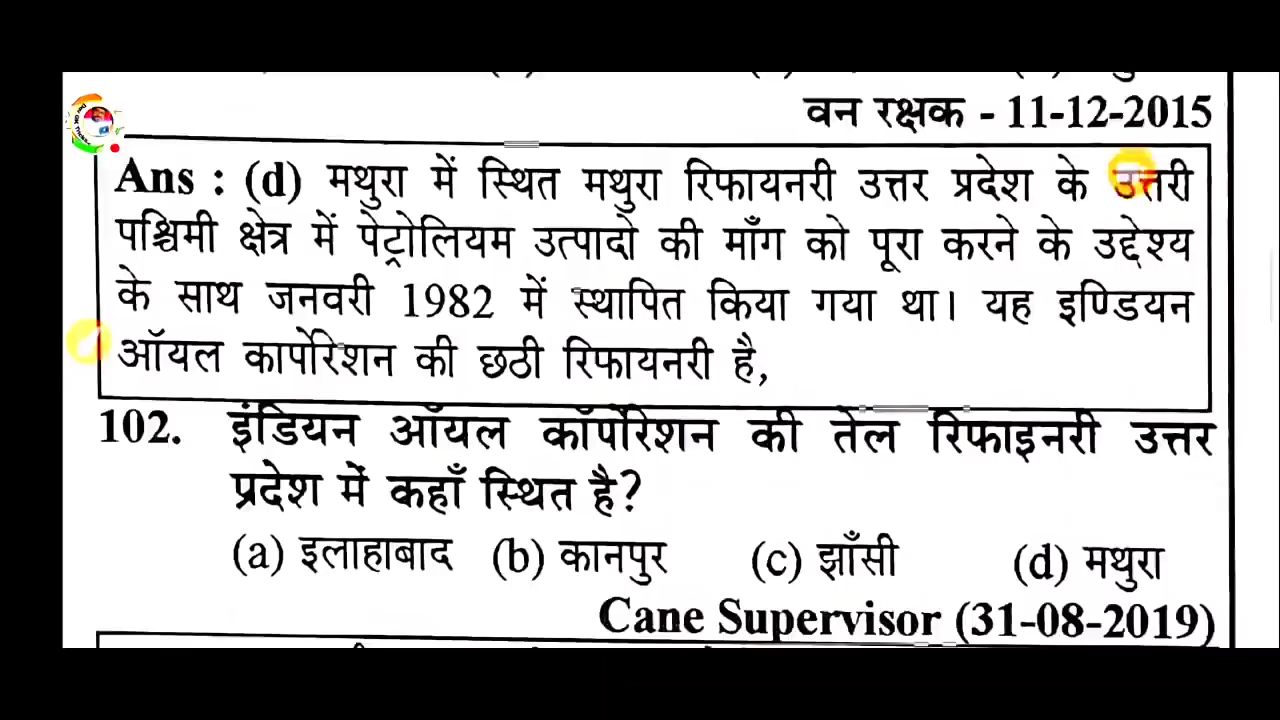 वन रक्षक - 11-12-2015
Ans : (d) मथुरा में स्थित मथुरा रिफायनरी उत्तर प्रदेश के उत्तरी
पश्चिमी क्षेत्र में पेट्रोलियम उत्पादो की माँग को पूरा करने के उद्देश्य
के साथ जनवरी 1982 में स्थापित किया गया था। यह इण्डियन
ऑयल कार्पोरेशन की छठी रिफायनरी है,
102. इंडियन ऑयल कॉर्पोरेशन की तेल रिफाइनरी उत्तर
प्रदेश में कहाँ स्थित है?
(a) इलाहाबाद (b) कानपुर (c) झाँसी (d) मथुरा
Cane Supervisor (31-08-2019)